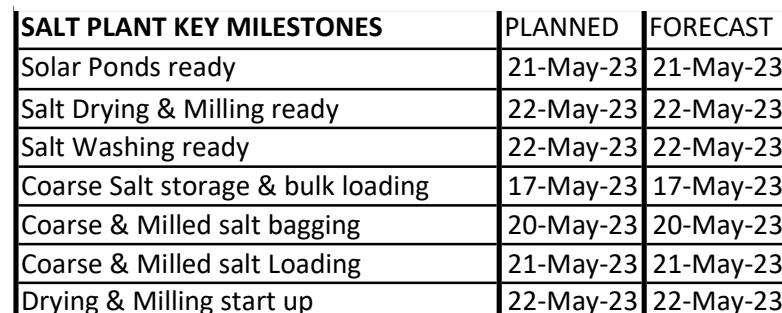 SALT PLANT KEY MILESTONES PLANNED FORECAST
Solar Ponds ready 21-May-23 21-May-23
Salt Drying & Milling ready 22-May-23 22-May-23
Salt Washing ready 22-May-23 22-May-23
Coarse Salt storage & bulk loading 17-May-23 17-May-23
Coarse & Milled salt bagging 20-May-23 20-May-23
Coarse & Milled salt Loading 21-May-23 21-May-23
Drying & Milling start up 22-May-23 22-May-23